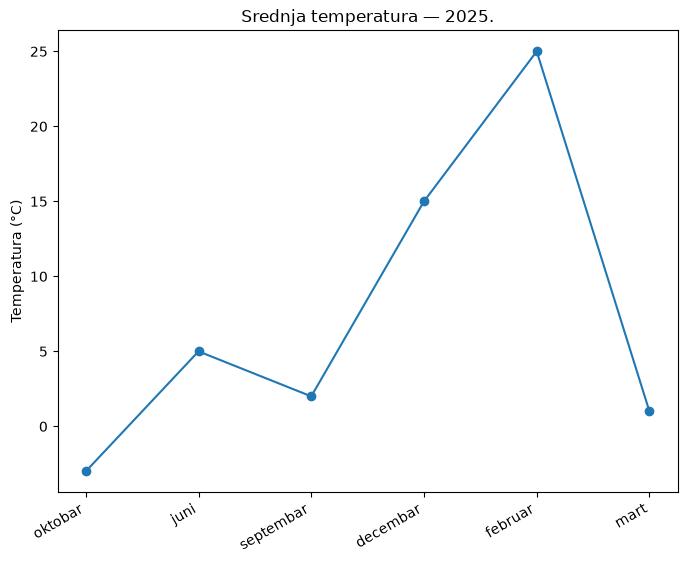 Srednja temperatura — 2025.
Temperatura (°C)
25
20
15
10
5
0
oktobar
juni
septembar
decembar
februar
mart